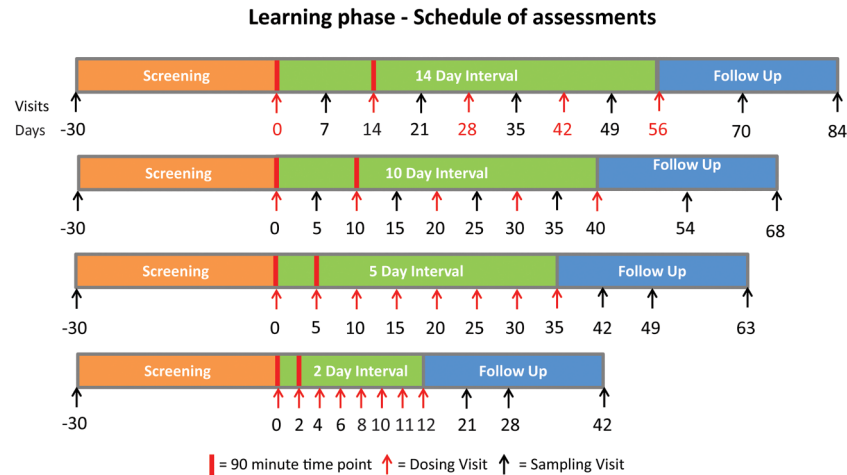 Learning phase - Schedule of assessments
Screening 14 Day Interval Follow Up
Visits
Days -30 0 7 14 21 28 35 42 49 56 70 84
Screening 10 Day Interval Follow Up
-30 0 5 10 15 20 25 30 35 40 54 68
Screening 5 Day Interval Follow Up
-30 0 5 10 15 20 25 30 35 42 49 63
Screening 2 Day Interval Follow Up
-30 0 2 4 6 8 10 11 12 21 28 42
= 90 minute time point = Dosing Visit = Sampling Visit